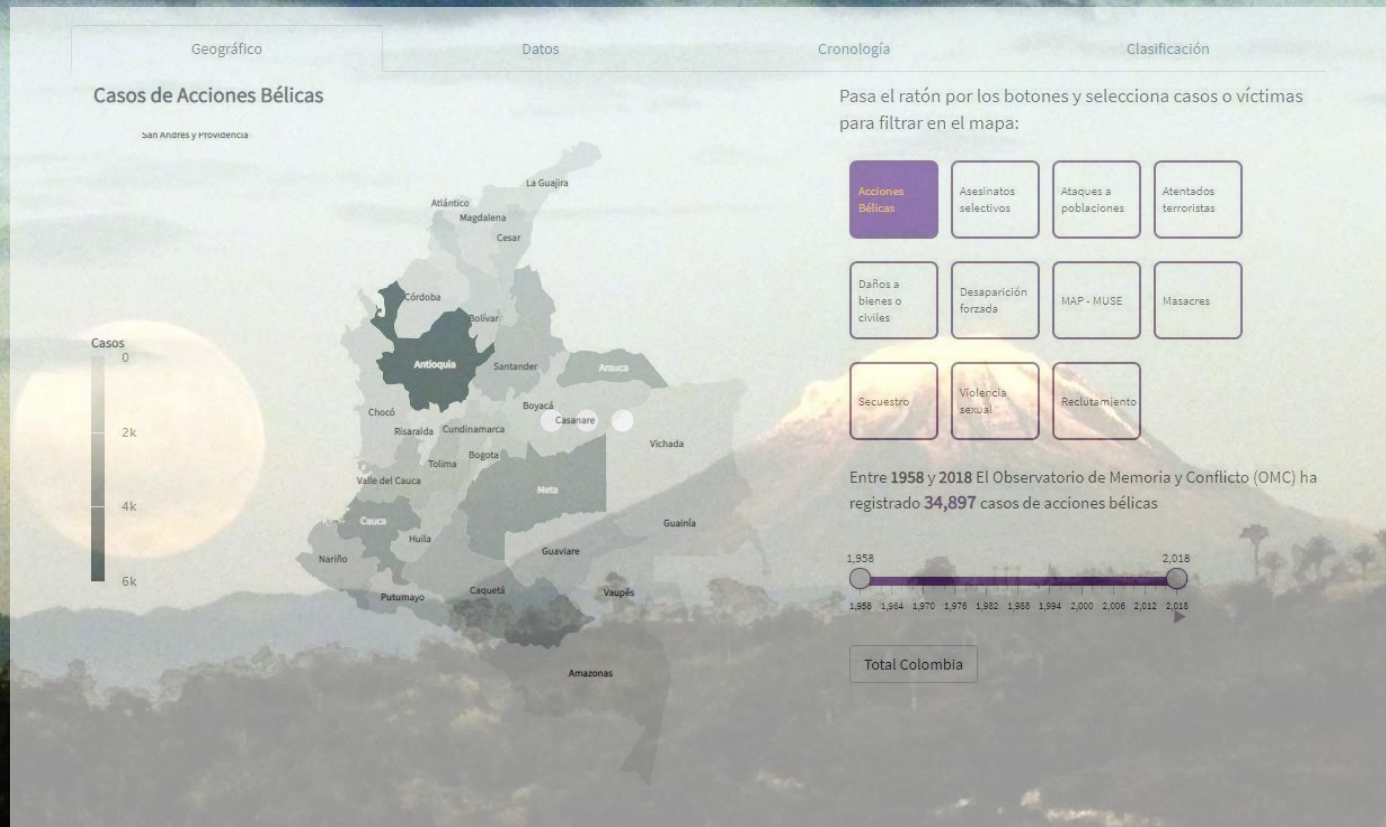 Geográfico
Datos
Cronología
Clasificación
Casos de Acciones Bélicas
San Andrés y Providencia
La Guajira
Atlántico
Magdalena
Cesar
Córdoba
Bolívar
Antioquia
Santander
Arauca
Chocó
Boyacá
Casanare
Risaralda
Cundinamarca
Vichada
Bogota
Tolima
Valle del Cauca
Meta
Cauca
Guainía
Huila
Guaviare
Nariño
Caquetá
Vaupés
Putumayo
Amazonas
Casos
0
2k
4k
6k
Pasa el ratón por los botones y selecciona casos o víctimas
para filtrar en el mapa:
Acciones
Bélicas
Asesinatos
selectivos
Ataques a
poblaciones
Atentados
terroristas
Daños a
bienes o
civiles
Desaparición
forzada
MAP - MUSE
Masacres
Secuestro
Violencia
sexual
Reclutamiento
Entre 1958 y 2018 El Observatorio de Memoria y Conflicto (OMC) ha
registrado 34,897 casos de acciones bélicas
1,958 2,018
1,958 1,964 1,970 1,976 1,982 1,988 1,994 2,000 2,006 2,012 2,018
Total Colombia